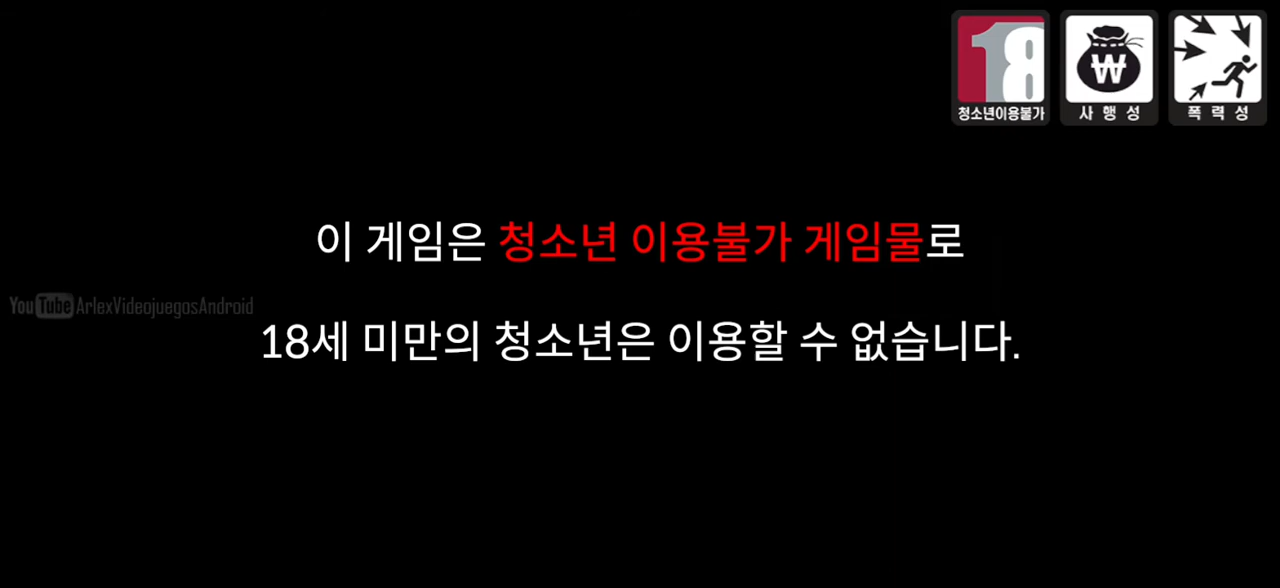 18
청소년이용불가
사행성
폭력성
이 게임은 청소년 이용불가 게임물로
YouTube ArlexVideojuegosAndroid
18세 미만의 청소년은 이용할 수 없습니다.